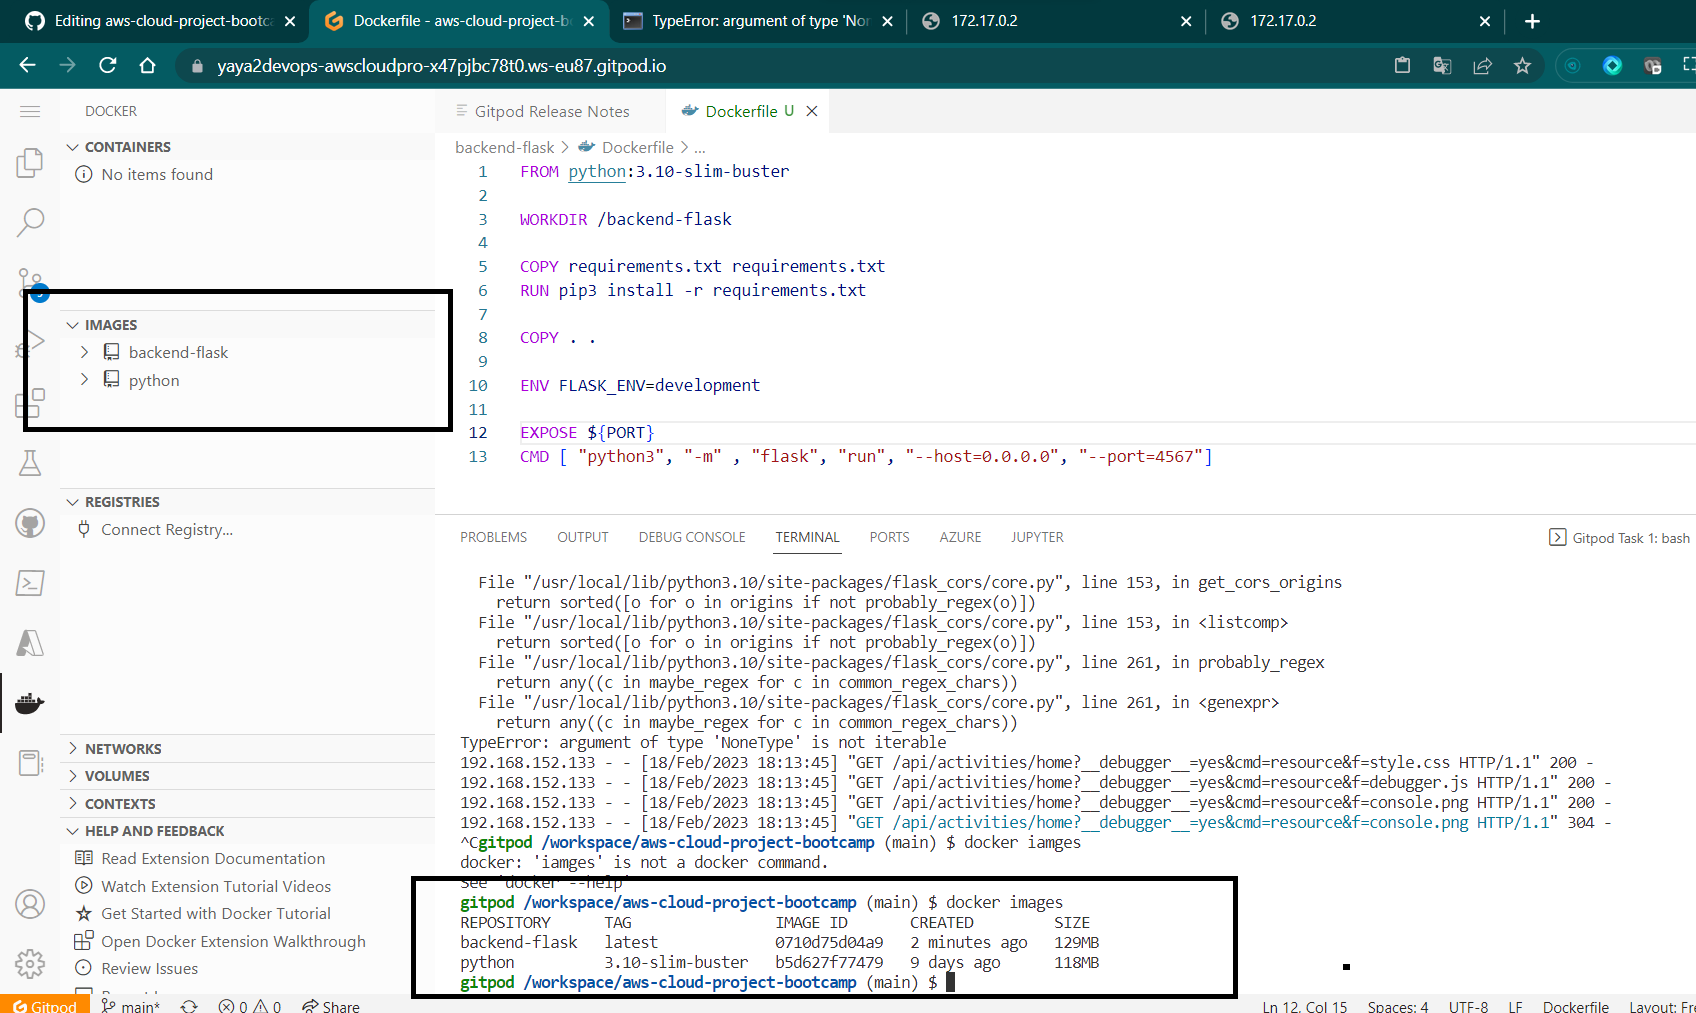 Editing aws-cloud-project-bootca
Dockerfile - aws-cloud-project-b
TypeError: argument of type 'Non
172.17.0.2
172.17.0.2
yaya2devops-awscloudpro-x47pjbc78t0.ws-eu87.gitpod.io
DOCKER
Gitpod Release Notes
Dockerfile U
CONTAINERS
No items found
IMAGES
backend-flask
python
REGISTRIES
Connect Registry...
NETWORKS
VOLUMES
CONTEXTS
HELP AND FEEDBACK
Read Extension Documentation
Watch Extension Tutorial Videos
Get Started with Docker Tutorial
Open Docker Extension Walkthrough
Review Issues
backend-flask > Dockerfile > ...
1 FROM python:3.10-slim-buster
2
3 WORKDIR /backend-flask
4
5 COPY requirements.txt requirements.txt
6 RUN pip3 install -r requirements.txt
7
8 COPY . .
9
10 ENV FLASK_ENV=development
11
12 EXPOSE ${PORT}
13 CMD [ "python3", "-m" , "flask", "run", "--host=0.0.0.0", "--port=4567"]
PROBLEMS OUTPUT DEBUG CONSOLE TERMINAL PORTS AZURE JUPYTER
Gitpod Task 1: bash
File "/usr/local/lib/python3.10/site-packages/flask_cors/core.py", line 153, in get_cors_origins
return sorted([o for o in origins if not probably_regex(o)])
File "/usr/local/lib/python3.10/site-packages/flask_cors/core.py", line 153, in <listcomp>
return sorted([o for o in origins if not probably_regex(o)])
File "/usr/local/lib/python3.10/site-packages/flask_cors/core.py", line 261, in probably_regex
return any((c in maybe_regex for c in common_regex_chars))
File "/usr/local/lib/python3.10/site-packages/flask_cors/core.py", line 261, in <genexpr>
return any((c in maybe_regex for c in common_regex_chars))
TypeError: argument of type 'NoneType' is not iterable
192.168.152.133 - - [18/Feb/2023 18:13:45] "GET /api/activities/home?__debugger__=yes&cmd=resource&f=style.css HTTP/1.1" 200 -
192.168.152.133 - - [18/Feb/2023 18:13:45] "GET /api/activities/home?__debugger__=yes&cmd=resource&f=debugger.js HTTP/1.1" 200 -
192.168.152.133 - - [18/Feb/2023 18:13:45] "GET /api/activities/home?__debugger__=yes&cmd=resource&f=console.png HTTP/1.1" 200 -
192.168.152.133 - - [18/Feb/2023 18:13:45] "GET /api/activities/home?__debugger__=yes&cmd=resource&f=console.png HTTP/1.1" 304 -
^Cgitpod /workspace/aws-cloud-project-bootcamp (main) $ docker iamges
docker: 'iamges' is not a docker command.
See 'docker --help'
gitpod /workspace/aws-cloud-project-bootcamp (main) $ docker images
REPOSITORY TAG IMAGE ID CREATED SIZE
backend-flask latest 0710d75d04a9 2 minutes ago 129MB
python 3.10-slim-buster b5d627f77479 9 days ago 118MB
gitpod /workspace/aws-cloud-project-bootcamp (main) $
Gitpod main* 0 0 Share Ln 12, Col 15 Spaces: 4 UTF-8 LF Dockerfile Layout: Fre